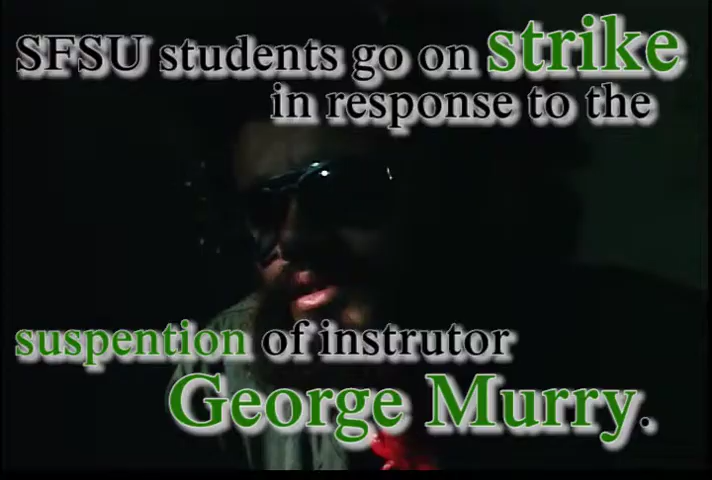 SFSU students go on strike
in response to the
suspention of instrutor
George Murry.